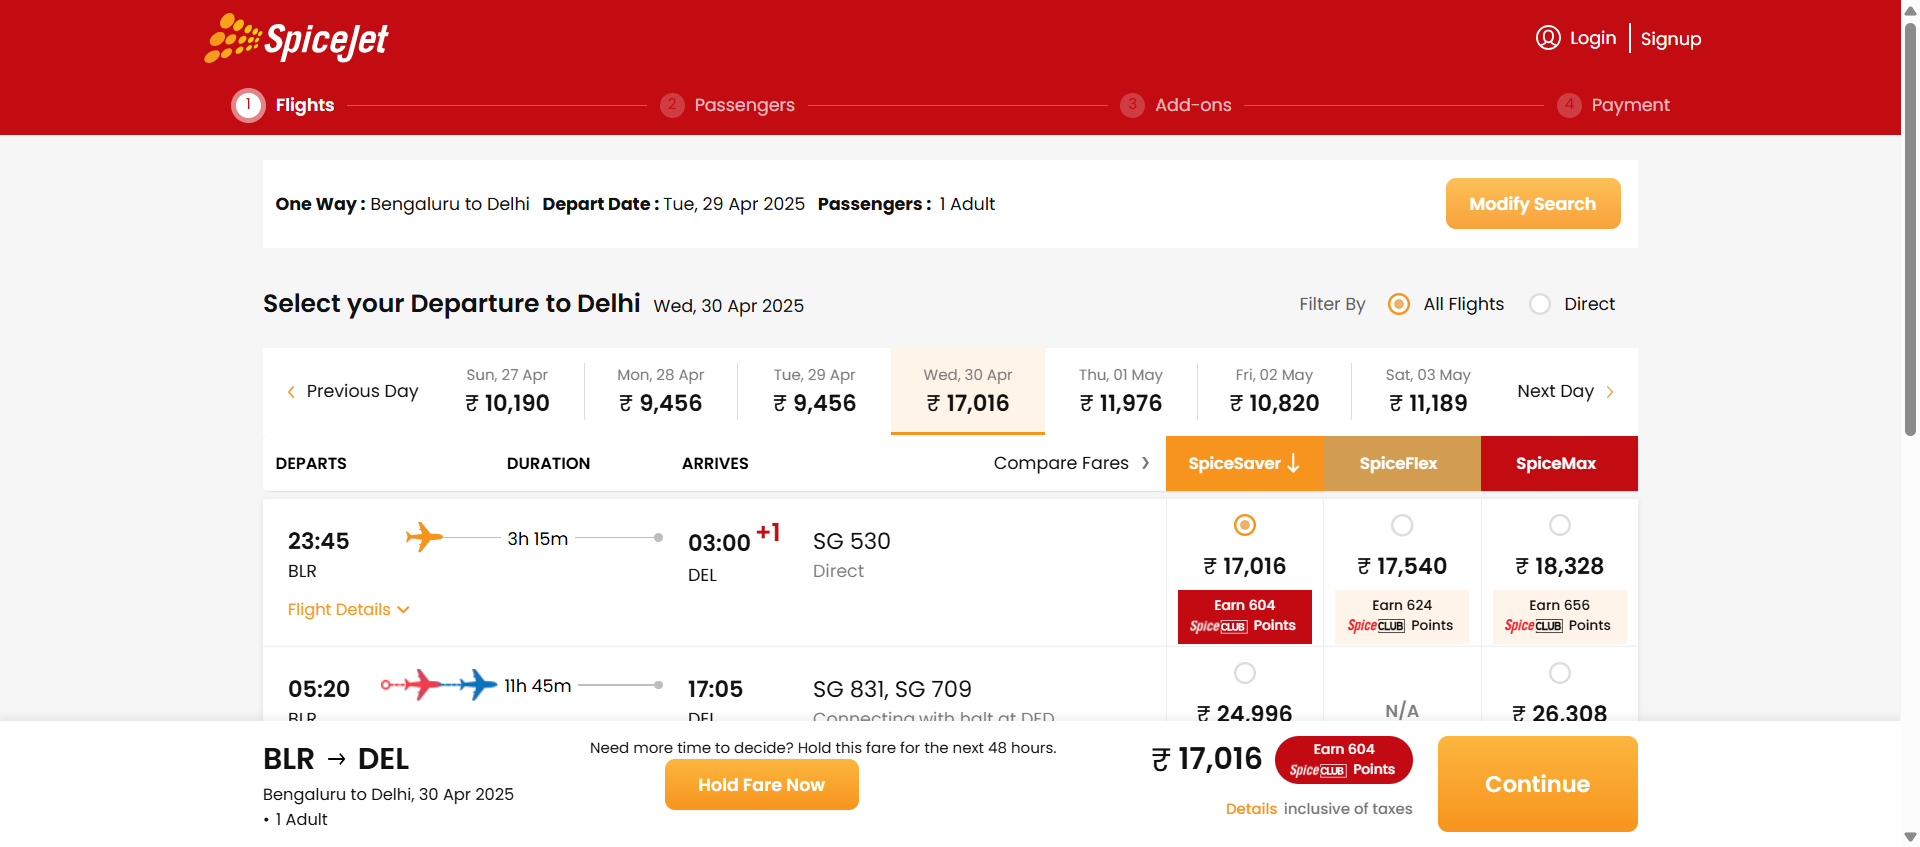 SpiceJet
Login
Signup
1 Flights
2 Passengers
3 Add-ons
4 Payment
One Way : Bengaluru to Delhi Depart Date : Tue, 29 Apr 2025 Passengers : 1 Adult
Modify Search
Select your Departure to Delhi Wed, 30 Apr 2025
Filter By All Flights Direct
Previous Day
Sun, 27 Apr
₹ 10,190
Mon, 28 Apr
₹ 9,456
Tue, 29 Apr
₹ 9,456
Wed, 30 Apr
₹ 17,016
Thu, 01 May
₹ 11,976
Fri, 02 May
₹ 10,820
Sat, 03 May
₹ 11,189
Next Day
DEPARTS DURATION ARRIVES Compare Fares SpiceSaver SpiceFlex SpiceMax
23:45
BLR
3h 15m
03:00 +1
DEL
SG 530
Direct
Flight Details
₹ 17,016
Earn 604
SpiceCLUB Points
₹ 17,540
Earn 624
SpiceCLUB Points
₹ 18,328
Earn 656
SpiceCLUB Points
05:20
BLR
11h 45m
17:05
DEL
SG 831, SG 709
Connecting with halt at DED
₹ 24,996
N/A
₹ 26,308
BLR → DEL
Bengaluru to Delhi, 30 Apr 2025
• 1 Adult
Need more time to decide? Hold this fare for the next 48 hours.
Hold Fare Now
₹ 17,016
Earn 604
SpiceCLUB Points
Details inclusive of taxes
Continue